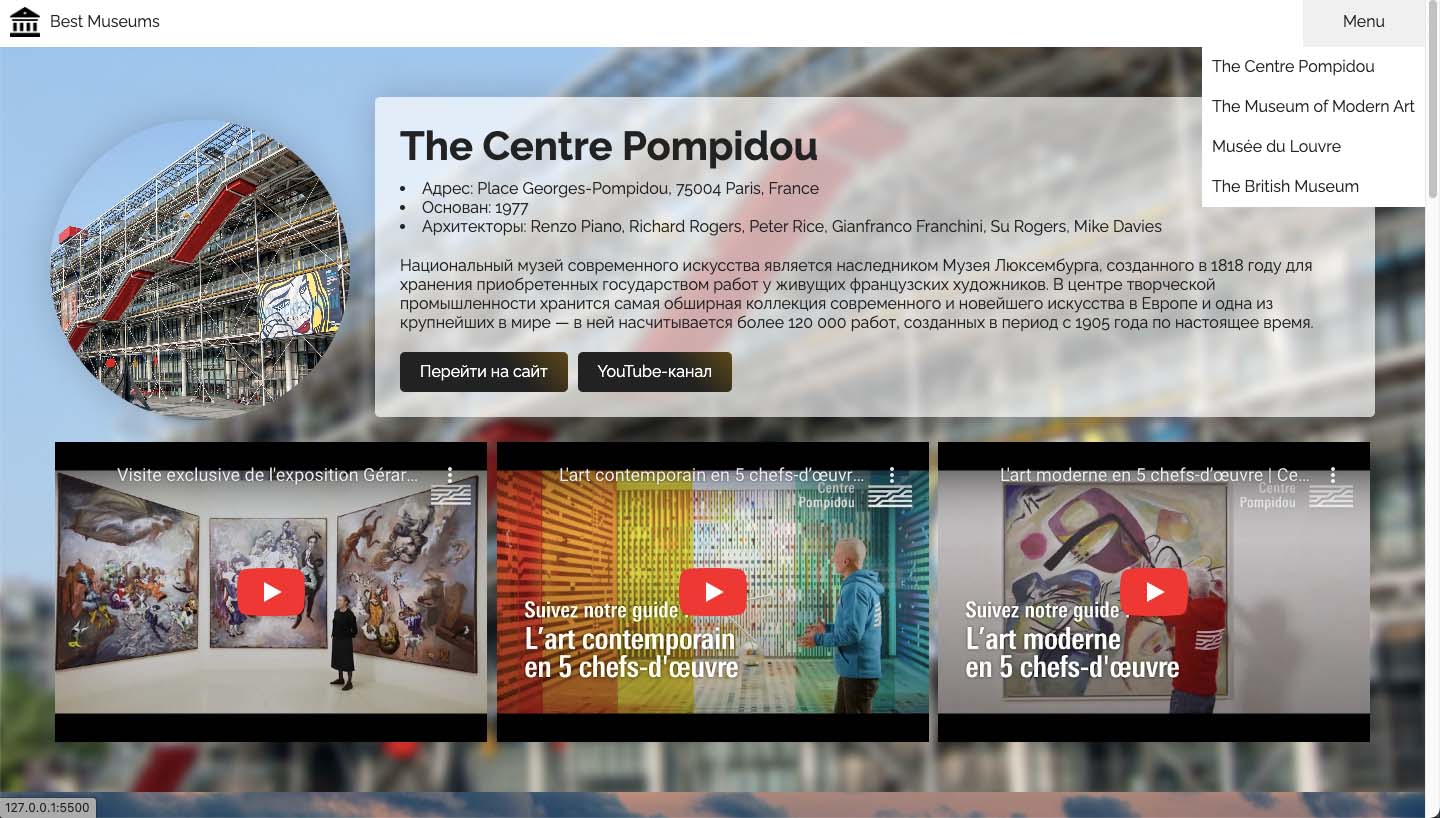 Best Museums
Menu
The Centre Pompidou
The Museum of Modern Art
Musée du Louvre
The British Museum
The Centre Pompidou
• Адрес: Place Georges-Pompidou, 75004 Paris, France
• Основан: 1977
• Архитекторы: Renzo Piano, Richard Rogers, Peter Rice, Gianfranco Franchini, Su Rogers, Mike Davies
Национальный музей современного искусства является наследником Музея Люксембурга, созданного в 1818 году для
хранения приобретенных государством работ у живущих французских художников. В центре творческой
промышленности хранится самая обширная коллекция современного и новейшего искусства в Европе и одна из
крупнейших в мире — в ней насчитывается более 120 000 работ, созданных в период с 1905 года по настоящее время.
Перейти на сайт
YouTube-канал
Visite exclusive de l'exposition Gérar...
L'art contemporain en 5 chefs-d’œuvr...
Centre
Pompidou
Suivez notre guide :
L’art contemporain
en 5 chefs-d'œuvre
L'art moderne en 5 chefs-d’œuvre | Ce...
Centre
Pompidou
Suivez notre guide :
L’art moderne
en 5 chefs-d'œuvre
127.0.0.1:5500